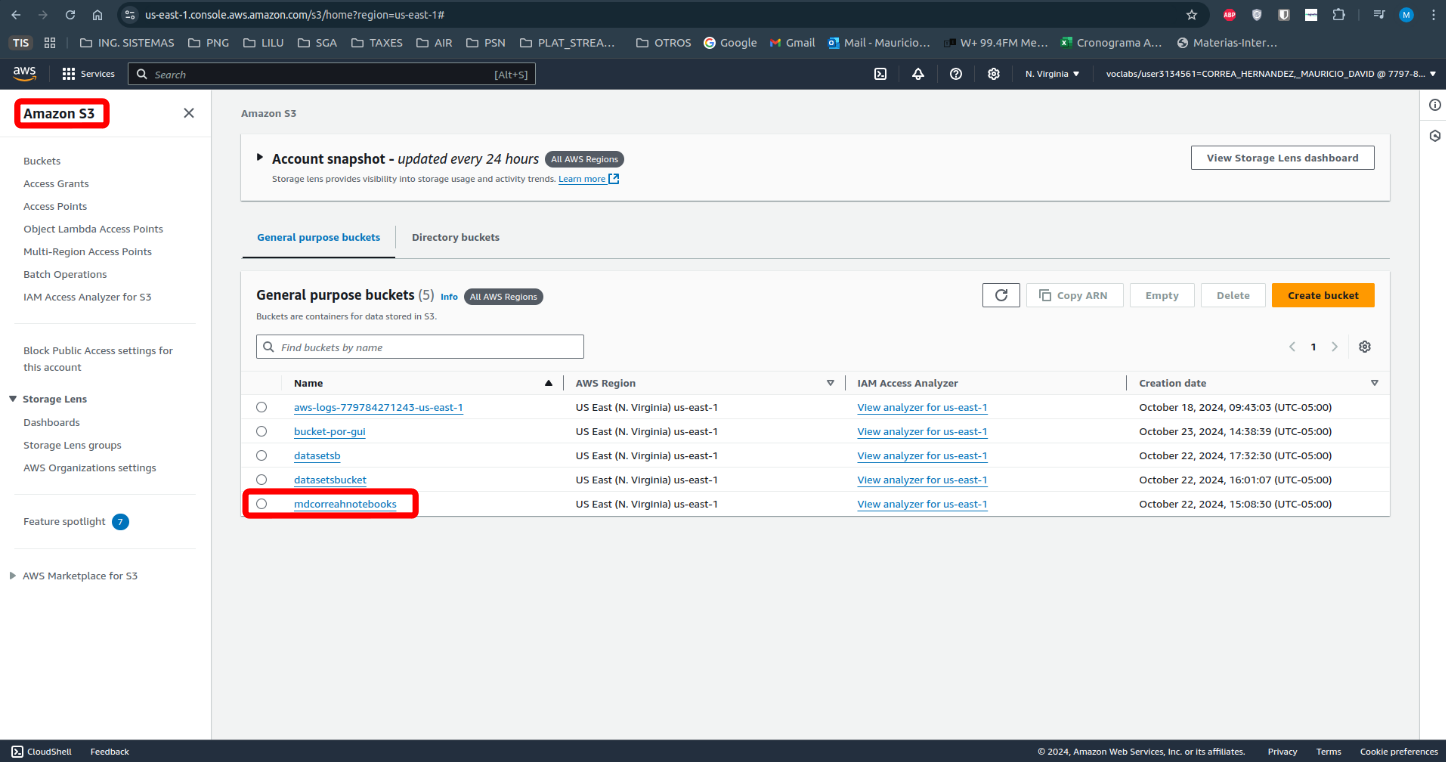 us-east-1.console.aws.amazon.com/s3/home?region=us-east-1#
ABP
M
TIS ING. SISTEMAS PNG LILU SGA TAXES AIR PSN PLAT_STREA... OTROS Google Gmail Mail - Mauricio... W+ 99.4FM Me... Cronograma A... Materias-Inter...
aws Services Search [Alt+S] N. Virginia voclabs/user3134561=CORREA_HERNANDEZ,_MAURICIO_DAVID @ 7797-8...
Amazon S3
Buckets
Access Grants
Access Points
Object Lambda Access Points
Multi-Region Access Points
Batch Operations
IAM Access Analyzer for S3
Block Public Access settings for
this account
Storage Lens
Dashboards
Storage Lens groups
AWS Organizations settings
Feature spotlight 7
AWS Marketplace for S3
Amazon S3
Account snapshot - updated every 24 hours All AWS Regions
View Storage Lens dashboard
Storage lens provides visibility into storage usage and activity trends. Learn more
General purpose buckets Directory buckets
General purpose buckets (5) Info All AWS Regions
Copy ARN Empty Delete Create bucket
Buckets are containers for data stored in S3.
Find buckets by name
1
Name AWS Region IAM Access Analyzer Creation date
aws-logs-779784271243-us-east-1 US East (N. Virginia) us-east-1 View analyzer for us-east-1 October 18, 2024, 09:43:03 (UTC-05:00)
bucket-por-gui US East (N. Virginia) us-east-1 View analyzer for us-east-1 October 23, 2024, 14:38:39 (UTC-05:00)
datasetsb US East (N. Virginia) us-east-1 View analyzer for us-east-1 October 22, 2024, 17:32:30 (UTC-05:00)
datasetsbucket US East (N. Virginia) us-east-1 View analyzer for us-east-1 October 22, 2024, 16:01:07 (UTC-05:00)
mdcorreahnotebooks US East (N. Virginia) us-east-1 View analyzer for us-east-1 October 22, 2024, 15:08:30 (UTC-05:00)
CloudShell Feedback © 2024, Amazon Web Services, Inc. or its affiliates. Privacy Terms Cookie preferences